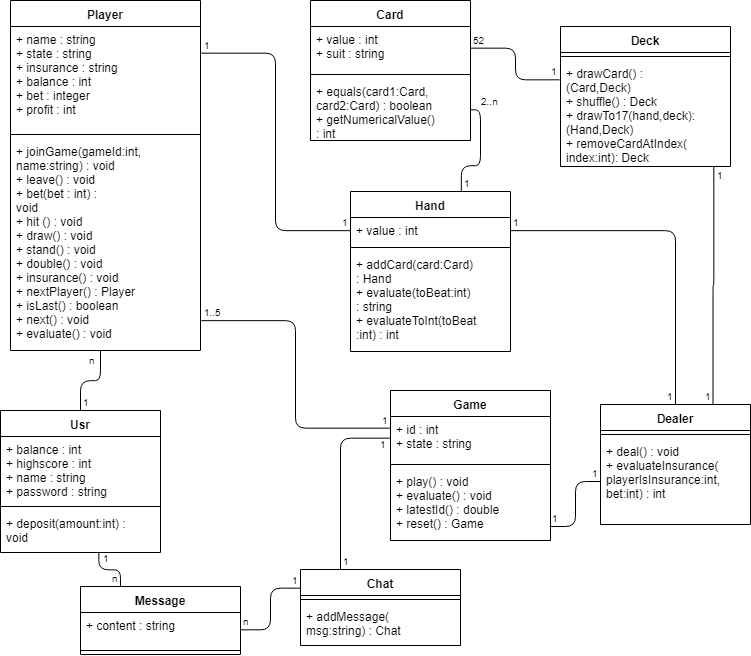 Player
+ name : string
+ state : string
+ insurance : string
+ balance : int
+ bet : integer
+ profit : int
+ joinGame(gameId:int,
name:string) : void
+ leave() : void
+ bet(bet : int) :
void
+ hit () : void
+ draw() : void
+ stand() : void
+ double() : void
+ insurance() : void
+ nextPlayer() : Player
+ isLast() : boolean
+ next() : void
+ evaluate() : void
1
1..5
n
Card
+ value : int
+ suit : string
+ equals(card1:Card,
card2:Card) : boolean
+ getNumericalValue()
: int
52
2..n
1
Deck
+ drawCard() :
(Card,Deck)
+ shuffle() : Deck
+ drawTo17(hand,deck):
(Hand,Deck)
+ removeCardAtIndex(
index:int): Deck
1
1
Hand
+ value : int
+ addCard(card:Card)
: Hand
+ evaluate(toBeat:int)
: string
+ evaluateToInt(toBeat
:int) : int
1
1
1
Usr
+ balance : int
+ highscore : int
+ name : string
+ password : string
+ deposit(amount:int) :
void
1
n
Game
+ id : int
+ state : string
+ play() : void
+ evaluate() : void
+ latestId() : double
+ reset() : Game
1
1
1
1
1
1
Dealer
+ deal() : void
+ evaluateInsurance(
playerIsInsurance:int,
bet:int) : int
Message
+ content : string
n
1
1
Chat
+ addMessage(
msg:string) : Chat